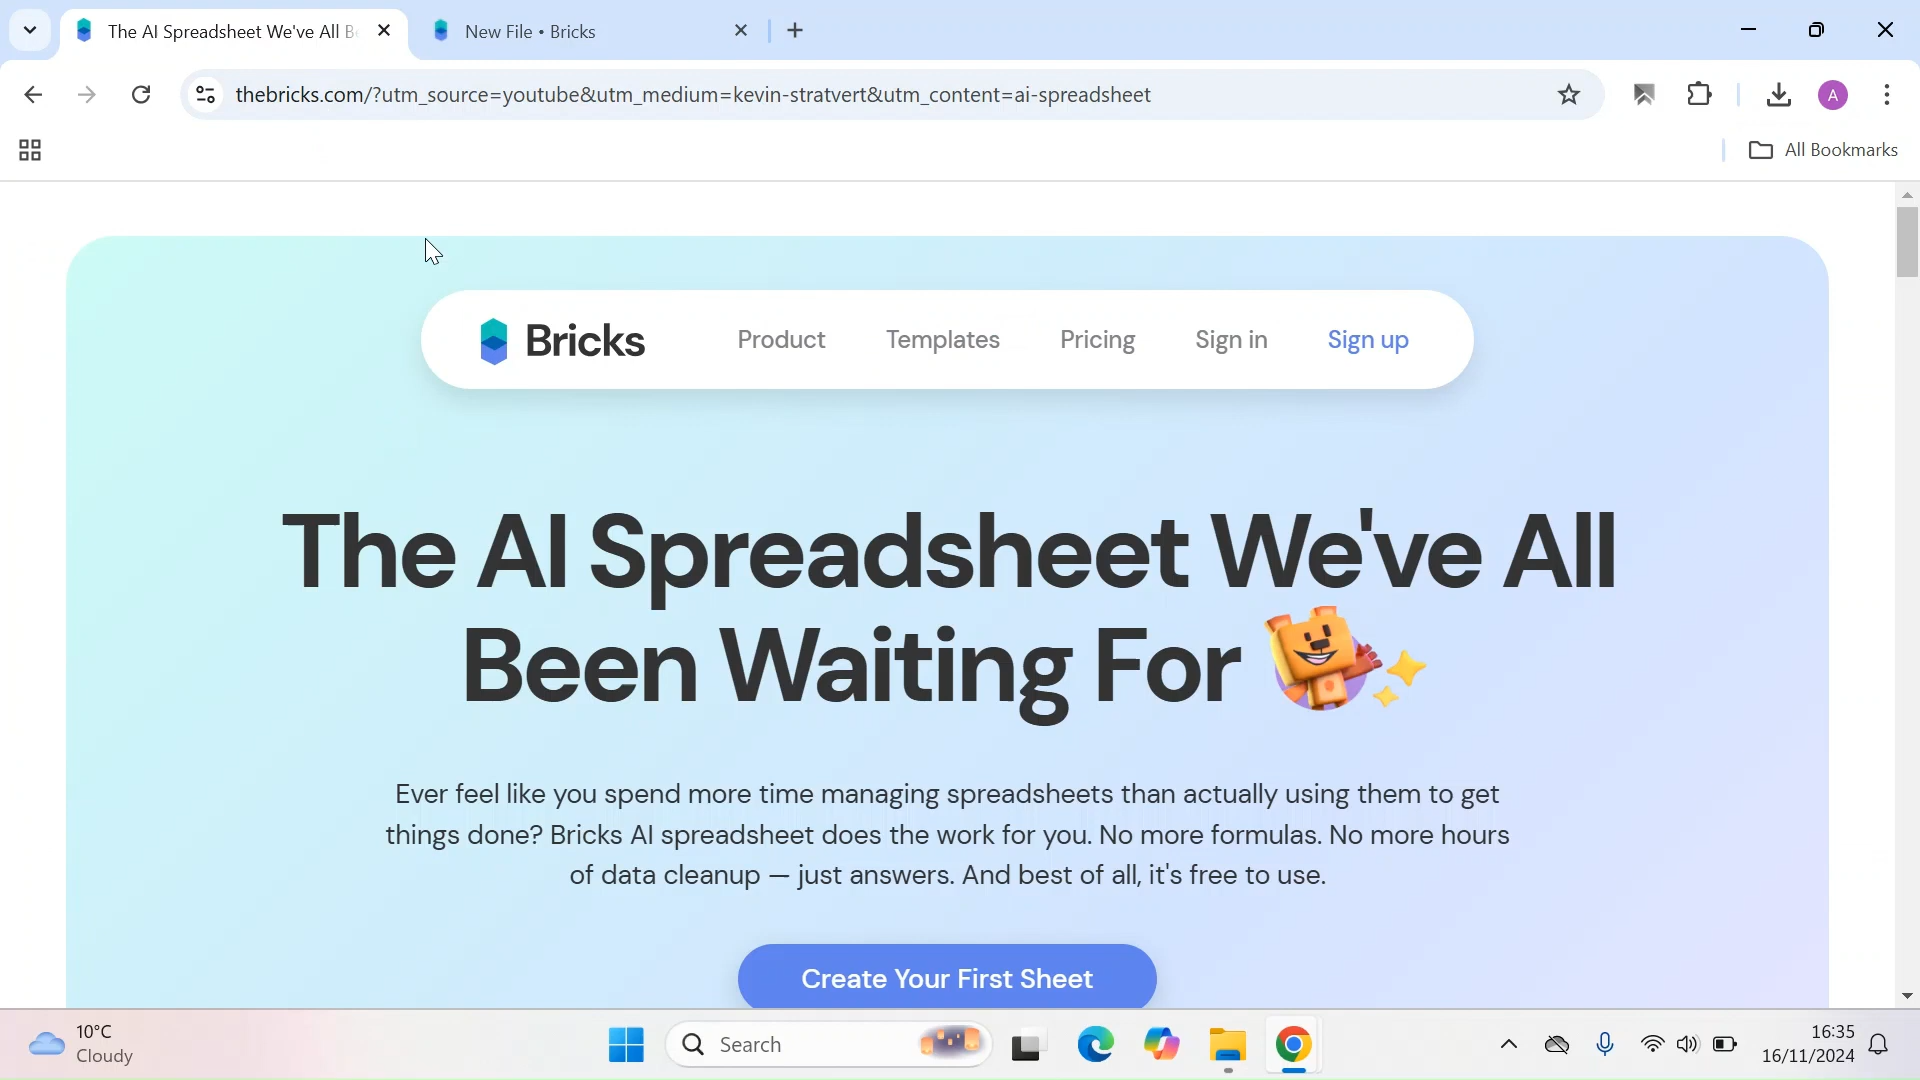 The AI Spreadsheet We've All Be
New File • Bricks
thebricks.com/?utm_source=youtube&utm_medium=kevin-stratvert&utm_content=ai-spreadsheet
A
All Bookmarks
Bricks
Product
Templates
Pricing
Sign in
Sign up
The AI Spreadsheet We've All
Been Waiting For
Ever feel like you spend more time managing spreadsheets than actually using them to get
things done? Bricks AI spreadsheet does the work for you. No more formulas. No more hours
of data cleanup — just answers. And best of all, it's free to use.
Create Your First Sheet
10°C
Cloudy
Search
16:35
16/11/2024